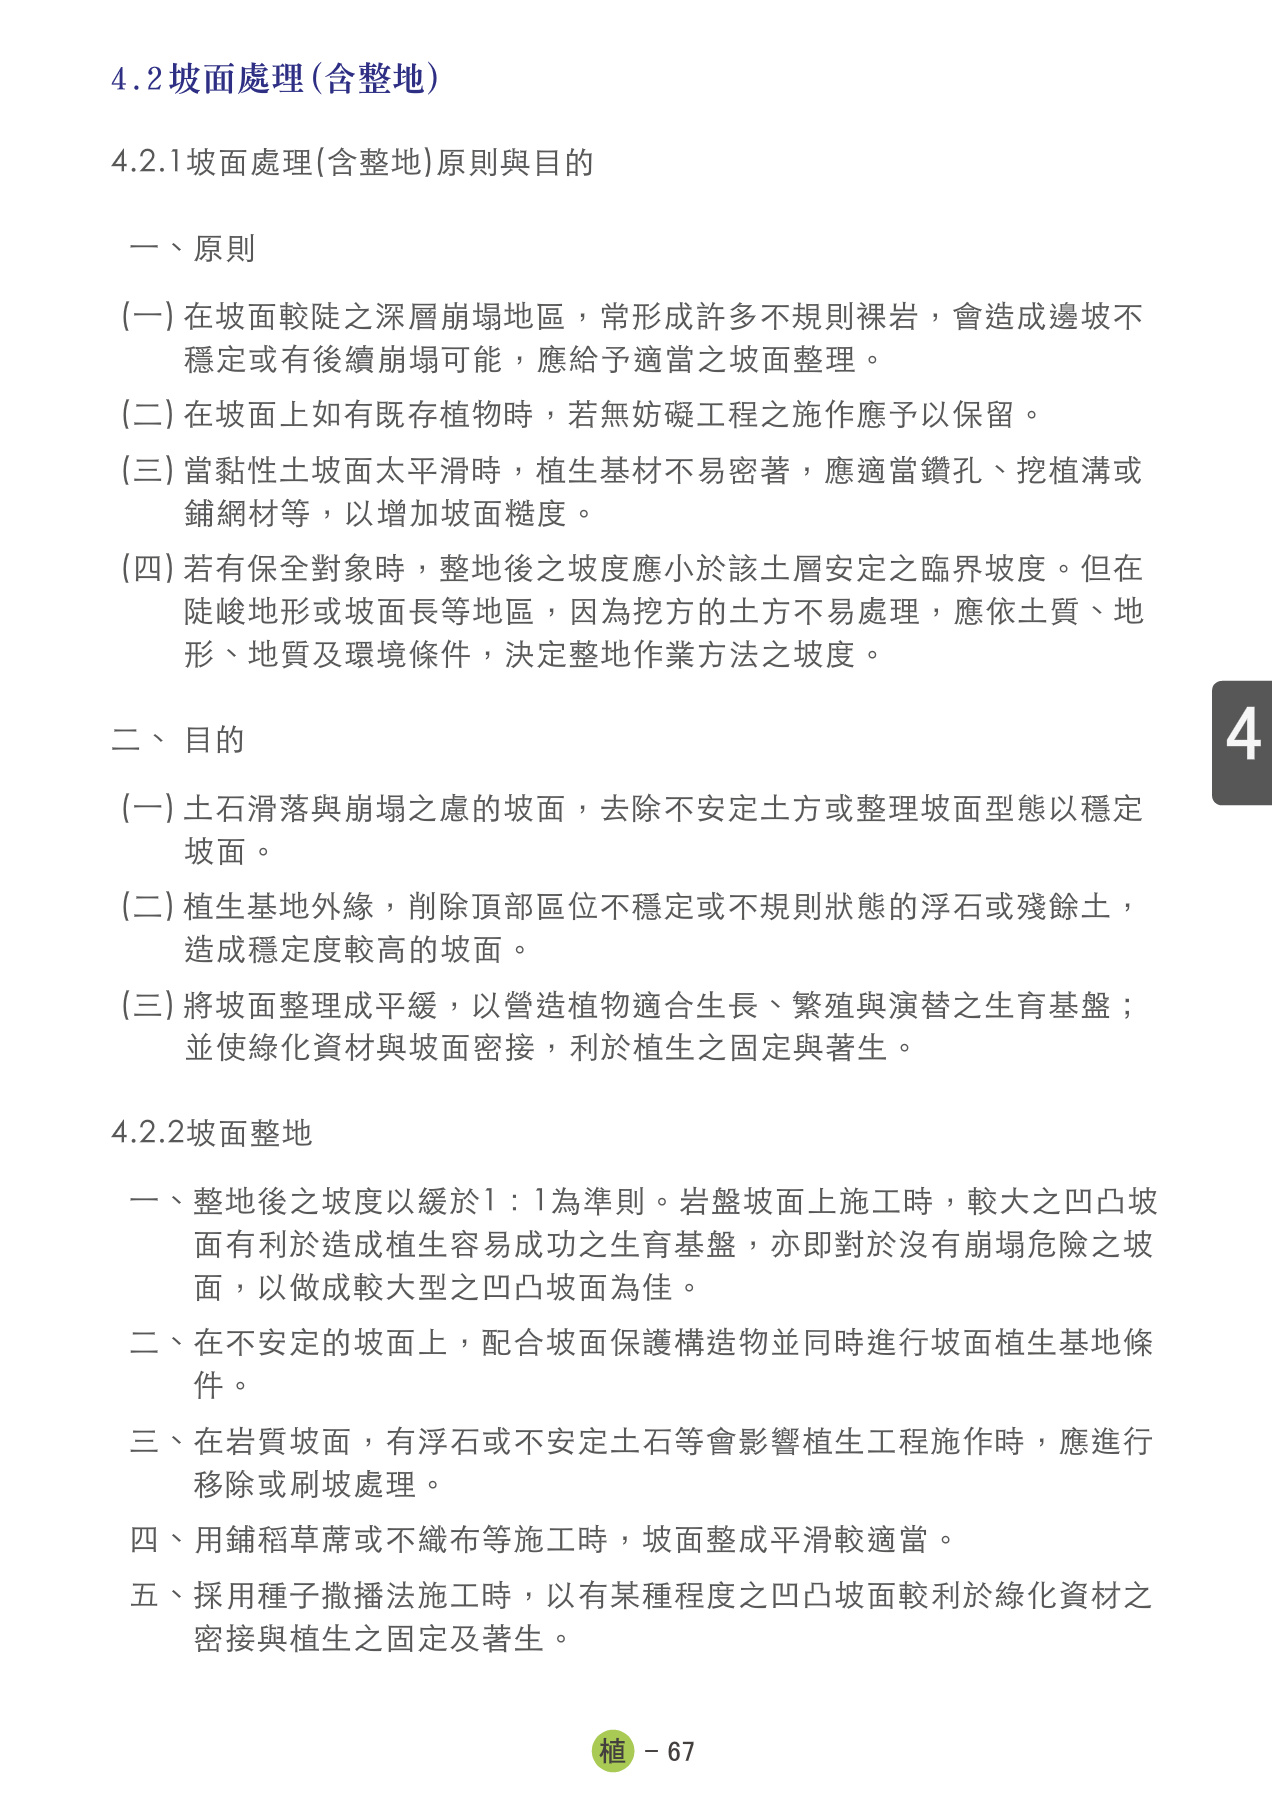 4.2坡面處理(含整地)
4.2.1坡面處理(含整地)原則與目的
一、原則
(一)在坡面較陡之深層崩塌地區，常形成許多不規則裸岩，會造成邊坡不
穩定或有後續崩塌可能，應給予適當之坡面整理。
(二)在坡面上如有既存植物時，若無妨礙工程之施作應予以保留。
(三)當黏性土坡面太平滑時，植生基材不易密著，應適當鑽孔、挖植溝或
鋪網材等，以增加坡面糙度。
(四)若有保全對象時，整地後之坡度應小於該土層安定之臨界坡度。但在
陡峻地形或坡面長等地區，因為挖方的土方不易處理，應依土質、地
形、地質及環境條件，決定整地作業方法之坡度。
二、 目的
(一)土石滑落與崩塌之慮的坡面，去除不安定土方或整理坡面型態以穩定
坡面。
(二)植生基地外緣，削除頂部區位不穩定或不規則狀態的浮石或殘餘土，
造成穩定度較高的坡面。
(三)將坡面整理成平緩，以營造植物適合生長、繁殖與演替之生育基盤；
並使綠化資材與坡面密接，利於植生之固定與著生。
4
4.2.2坡面整地
一、整地後之坡度以緩於1：1為準則。岩盤坡面上施工時，較大之凹凸坡
面有利於造成植生容易成功之生育基盤，亦即對於沒有崩塌危險之坡
面，以做成較大型之凹凸坡面為佳。
二、在不安定的坡面上，配合坡面保護構造物並同時進行坡面植生基地條
件。
三、在岩質坡面，有浮石或不安定土石等會影響植生工程施作時，應進行
移除或刷坡處理。
四、用鋪稻草蓆或不織布等施工時，坡面整成平滑較適當。
五、採用種子撒播法施工時，以有某種程度之凹凸坡面較利於綠化資材之
密接與植生之固定及著生。
植 - 67